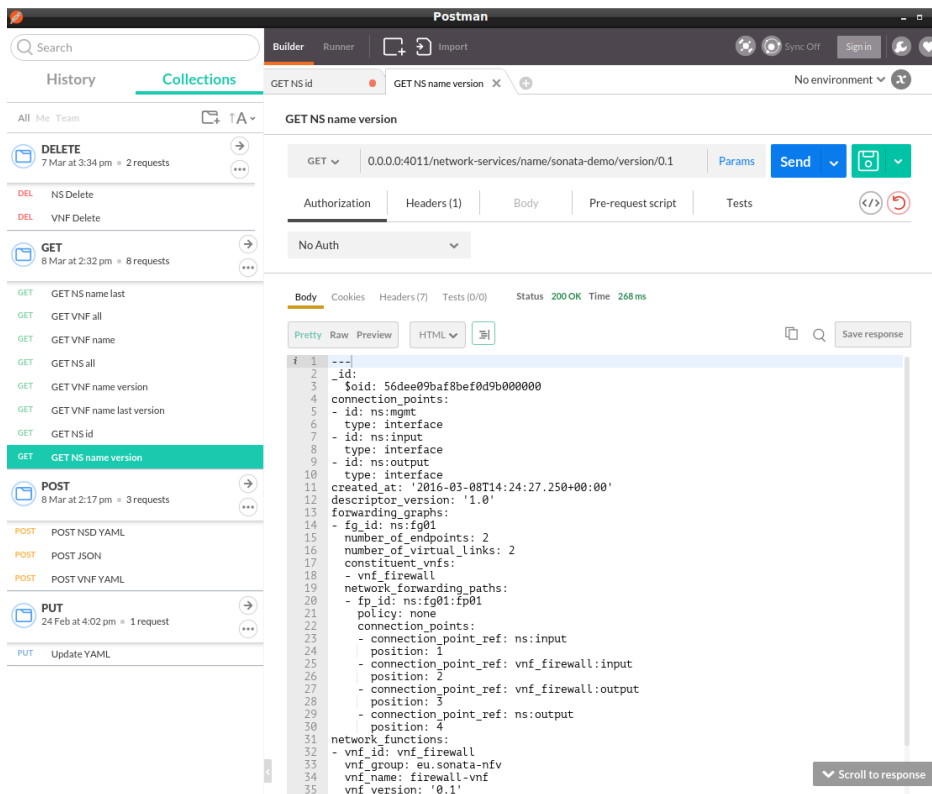 Postman
Search
Builder Runner Import Sync Off Sign in
History Collections
GET NS id GET NS name version No environment
All Me Team
GET NS name version
DELETE
7 Mar at 3:34 pm 2 requests
DEL NS Delete
DEL VNF Delete
GET
8 Mar at 2:32 pm 8 requests
GET GET NS name last
GET GET VNF all
GET GET VNF name
GET GET NS all
GET GET VNF name version
GET GET VNF name last version
GET GET NS id
GET GET NS name version
POST
8 Mar at 2:17 pm 3 requests
POST POST NSD YAML
POST POST JSON
POST POST VNF YAML
PUT
24 Feb at 4:02 pm 1 request
PUT Update YAML
GET 0.0.0.0:4011/network-services/name/sonata-demo/version/0.1 Params Send
Authorization Headers (1) Body Pre-request script Tests
No Auth
Body Cookies Headers (7) Tests (0/0) Status 200 OK Time 268 ms
Pretty Raw Preview HTML Save response
i 1 ---
2 _id:
3 $oid: 56dee09baf8bef0d9b000000
4 connection_points:
5 - id: ns:mgmt
6 type: interface
7 - id: ns:input
8 type: interface
9 - id: ns:output
10 type: interface
11 created_at: '2016-03-08T14:24:27.250+00:00'
12 descriptor_version: '1.0'
13 forwarding_graphs:
14 - fg_id: ns:fg01
15 number_of_endpoints: 2
16 number_of_virtual_links: 2
17 constituent_vnfs:
18 - vnf_firewall
19 network_forwarding_paths:
20 - fp_id: ns:fg01:fp01
21 policy: none
22 connection_points:
23 - connection_point_ref: ns:input
24 position: 1
25 - connection_point_ref: vnf_firewall:input
26 position: 2
27 - connection_point_ref: vnf_firewall:output
28 position: 3
29 - connection_point_ref: ns:output
30 position: 4
31 network_functions:
32 - vnf_id: vnf_firewall
33 vnf_group: eu.sonata-nfv
34 vnf_name: firewall-vnf
35 vnf_version: '0.1'
Scroll to response